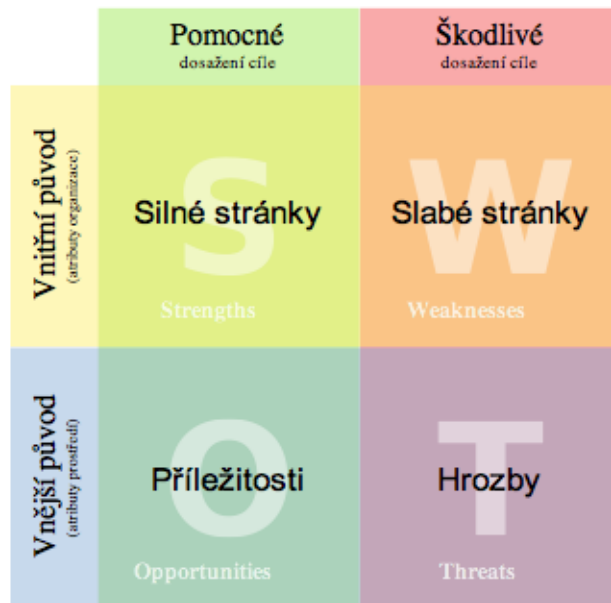 Pomocné
dosažení cíle
Škodlivé
dosažení cíle
Vnitřní původ
(atributy organizace)
S
Silné stránky
Strengths
W
Slabé stránky
Weaknesses
Vnější původ
(atributy prostředí)
O
Příležitosti
Opportunities
T
Hrozby
Threats